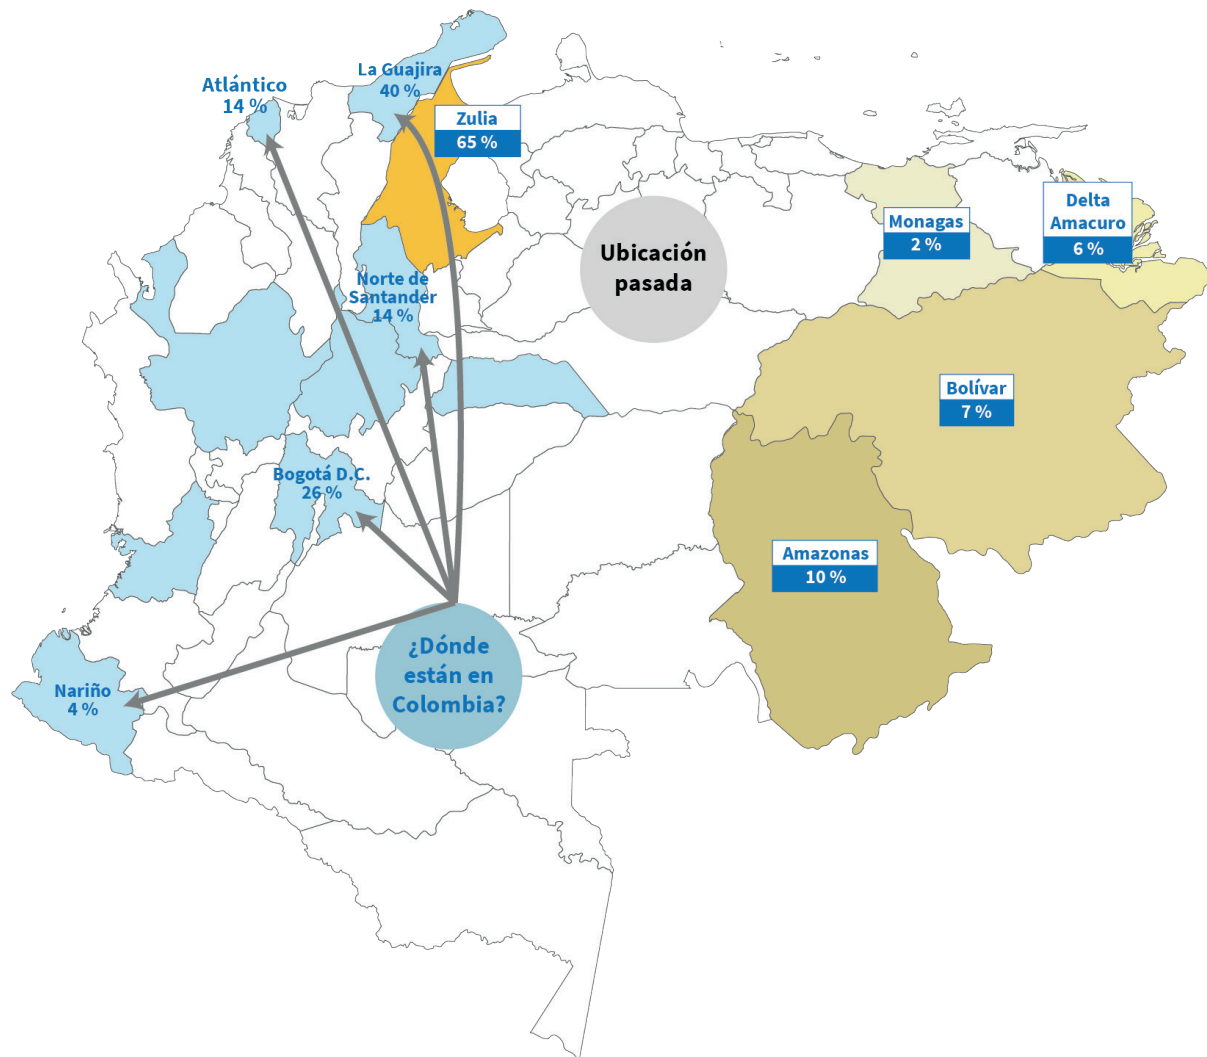 La Guajira
40 %
Atlántico
14 %
Zulia
65 %
Monagas
2 %
Delta
Amacuro
6 %
Ubicación
pasada
Norte de
Santander
14 %
Bolívar
7 %
Bogotá D.C.
26 %
Amazonas
10 %
¿Dónde
están en
Colombia?
Nariño
4 %